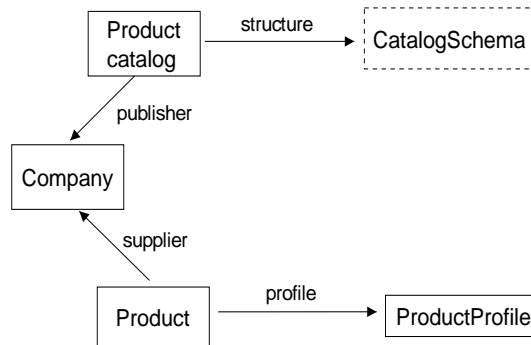 Product
catalog
structure
CatalogSchema
publisher
Company
supplier
Product
profile
ProductProfile